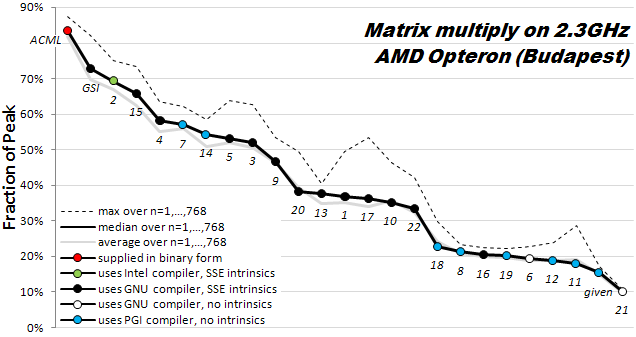 Matrix multiply on 2.3GHz
AMD Opteron (Budapest)
Fraction of Peak
90%
80%
70%
60%
50%
40%
30%
20%
10%
0%
ACML
GSI
2
15
4
7
14
5
3
9
20
13
1
17
10
22
18
8
16
19
6
12
11
given
21
max over n=1,...,768
median over n=1,...,768
average over n=1,...,768
supplied in binary form
uses Intel compiler, SSE intrinsics
uses GNU compiler, SSE intrinsics
uses GNU compiler, no intrinsics
uses PGI compiler, no intrinsics